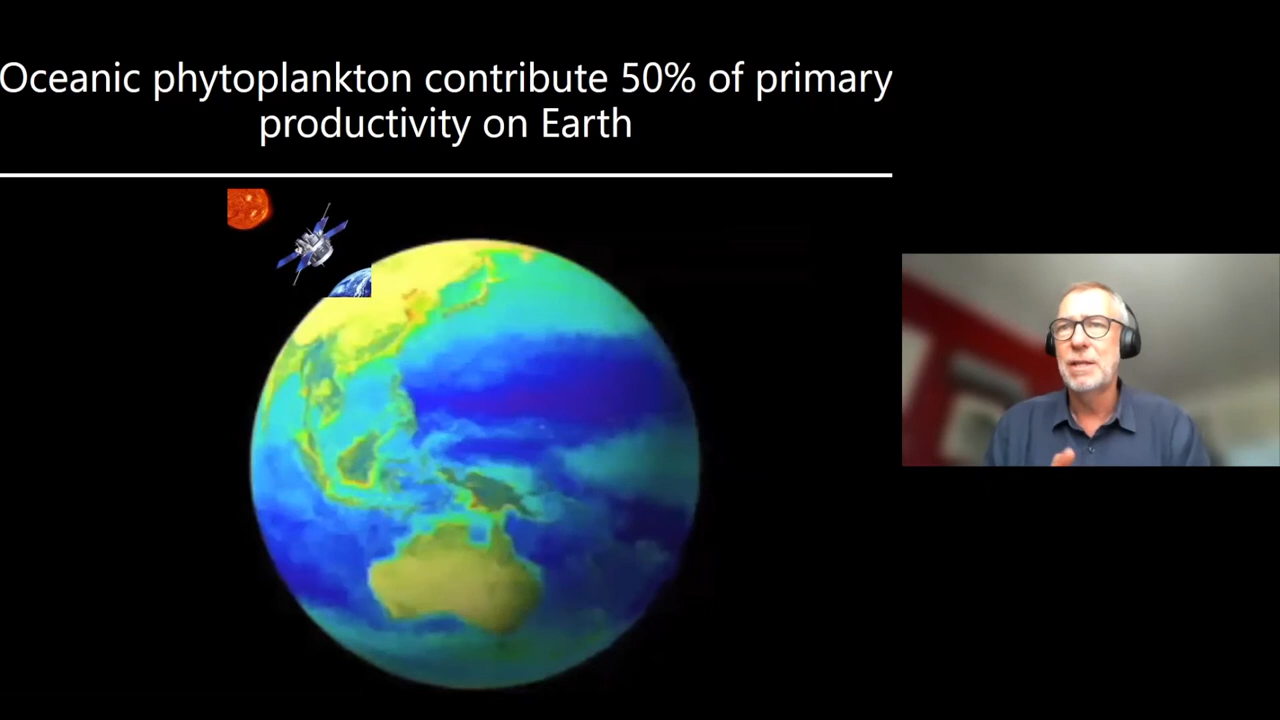 Oceanic phytoplankton contribute 50% of primary
productivity on Earth